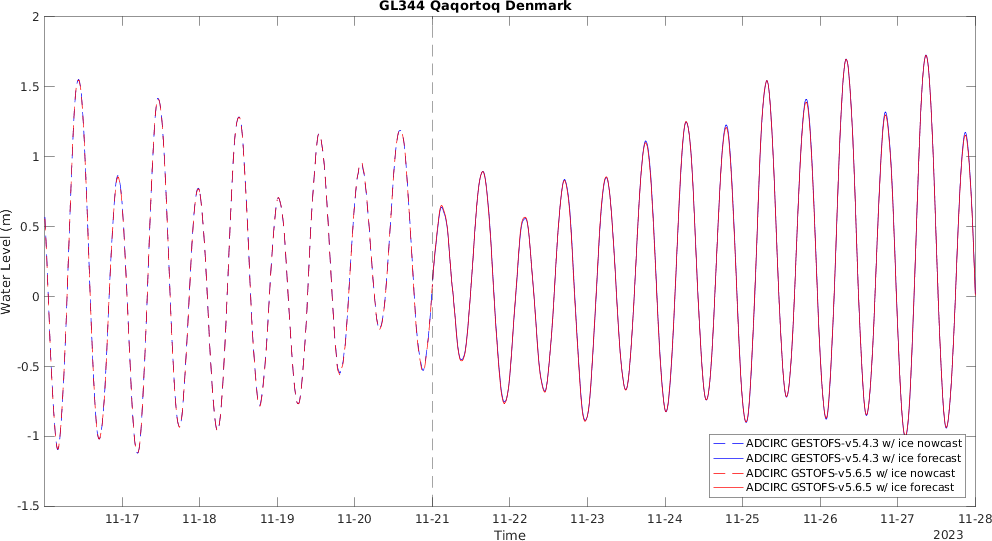 GL344 Qaqortoq Denmark
2
1.5
1
0.5
0
-0.5
-1
-1.5
Water Level (m)
ADCIRC GESTOFS-v5.4.3 w/ ice nowcast
ADCIRC GESTOFS-v5.4.3 w/ ice forecast
ADCIRC GSTOFS-v5.6.5 w/ ice nowcast
ADCIRC GSTOFS-v5.6.5 w/ ice forecast
11-17 11-18 11-19 11-20 11-21 11-22 11-23 11-24 11-25 11-26 11-27 11-28
Time 2023